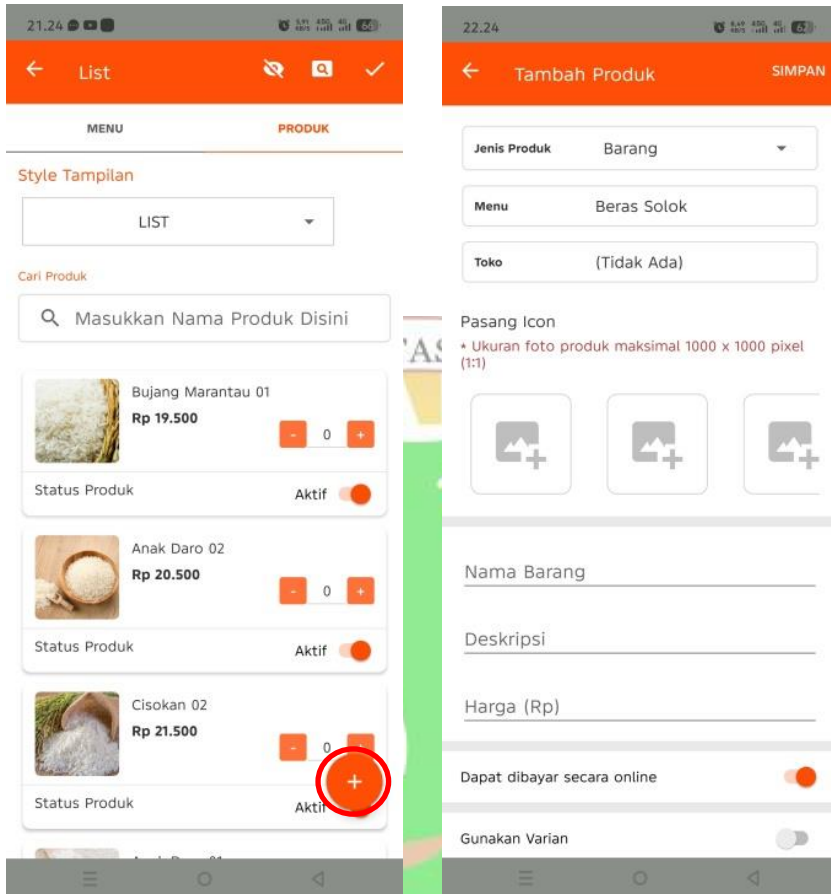 21.24
66
List
MENU
PRODUK
Style Tampilan
LIST
Cari Produk
Masukkan Nama Produk Disini
Bujang Marantau 01
Rp 19.500
- 0 +
Status Produk
Aktif
Anak Daro 02
Rp 20.500
- 0 +
Status Produk
Aktif
Cisokan 02
Rp 21.500
- 0
+
Status Produk
Aktif
22.24
Tambah Produk
SIMPAN
Jenis Produk
Barang
Menu
Beras Solok
Toko
(Tidak Ada)
Pasang Icon
* Ukuran foto produk maksimal 1000 x 1000 pixel
(1:1)
Nama Barang
Deskripsi
Harga (Rp)
Dapat dibayar secara online
Gunakan Varian